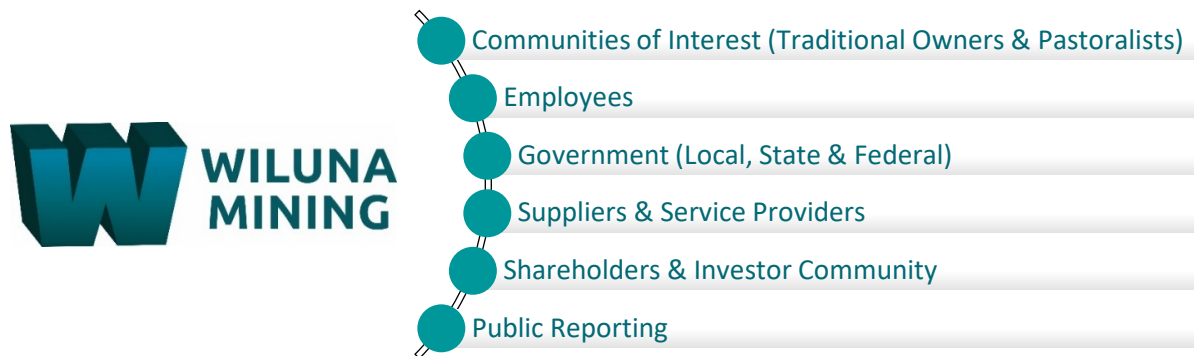 WILUNA
MINING
Communities of Interest (Traditional Owners & Pastoralists)
Employees
Government (Local, State & Federal)
Suppliers & Service Providers
Shareholders & Investor Community
Public Reporting